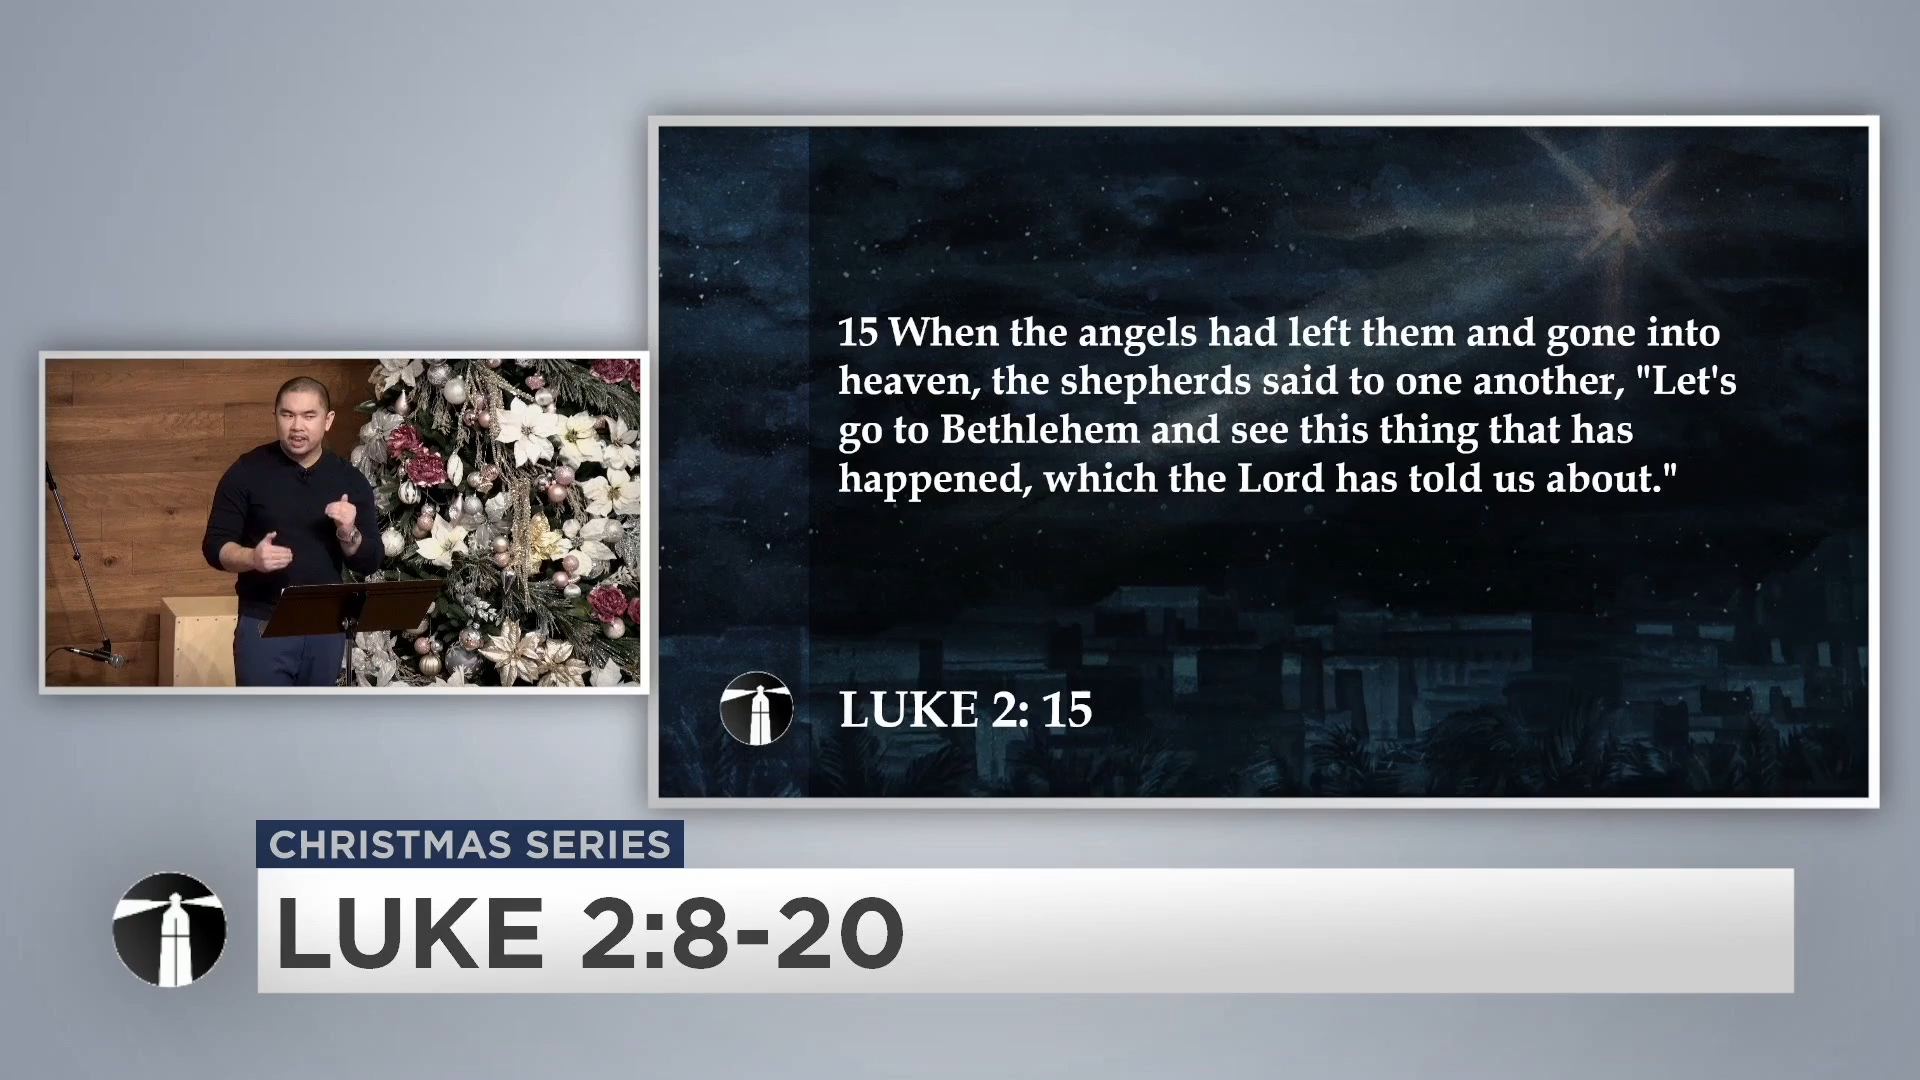 15 When the angels had left them and gone into
heaven, the shepherds said to one another, "Let's
go to Bethlehem and see this thing that has
happened, which the Lord has told us about."
LUKE 2: 15
CHRISTMAS SERIES
LUKE 2:8-20